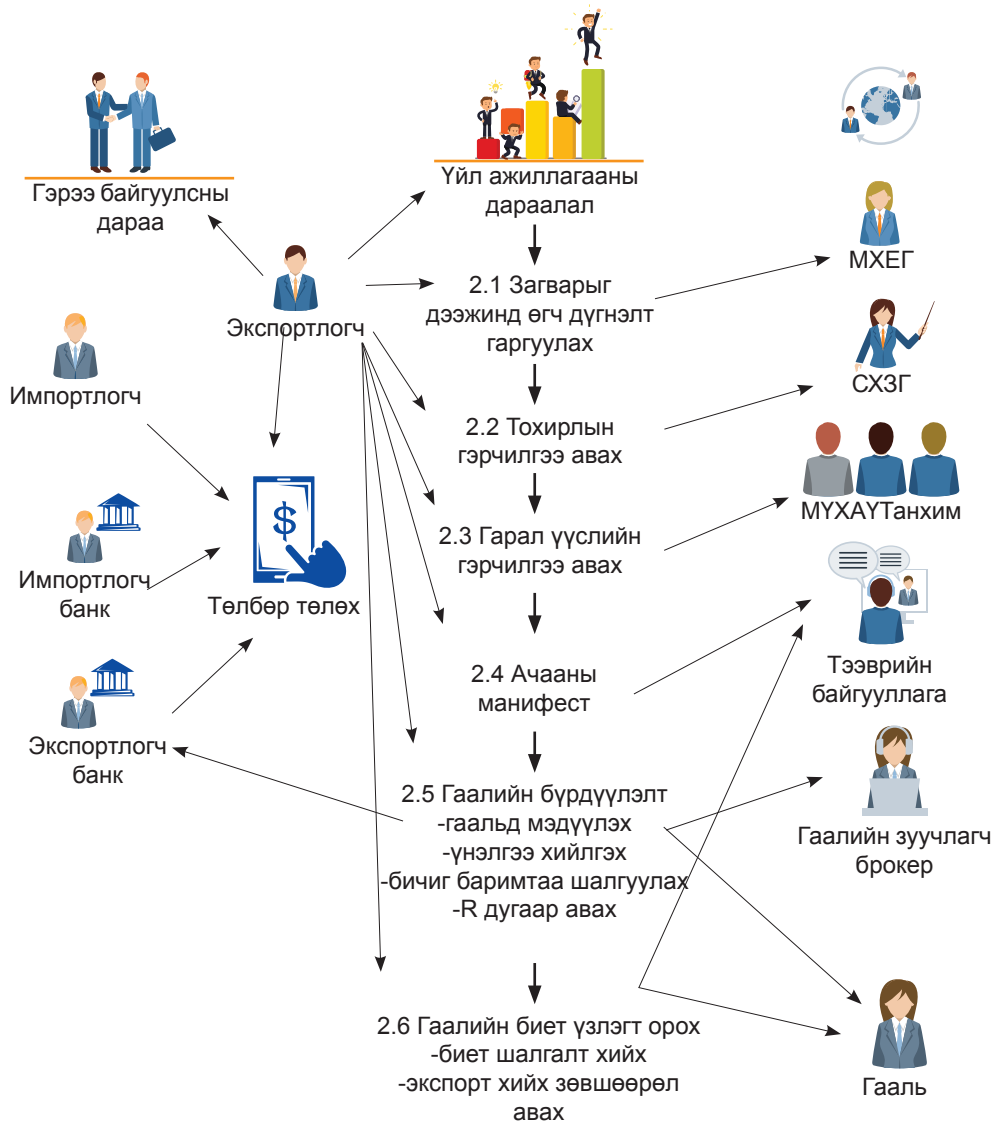 Гэрээ байгуулсны
дараа
Үйл ажиллагааны
дараалал
МХЕГ
Экспортлогч
2.1 Загварыг
дээжинд өгч дүгнэлт
гаргуулах
Импортлогч
СХЗГ
2.2 Тохирлын
гэрчилгээ авах
$
МҮХАҮТанхим
2.3 Гарал үүслийн
гэрчилгээ авах
Импортлогч
банк
Төлбөр төлөх
Тээврийн
байгууллага
2.4 Ачааны
манифест
Экспортлогч
банк
2.5 Гаалийн бүрдүүлэлт
-гаальд мэдүүлэх
-үнэлгээ хийлгэх
-бичиг баримтаа шалгуулах
-R дугаар авах
Гаалийн зуучлагч
брокер
2.6 Гаалийн биет үзлэгт орох
-биет шалгалт хийх
-экспорт хийх зөвшөөрөл
авах
Гааль